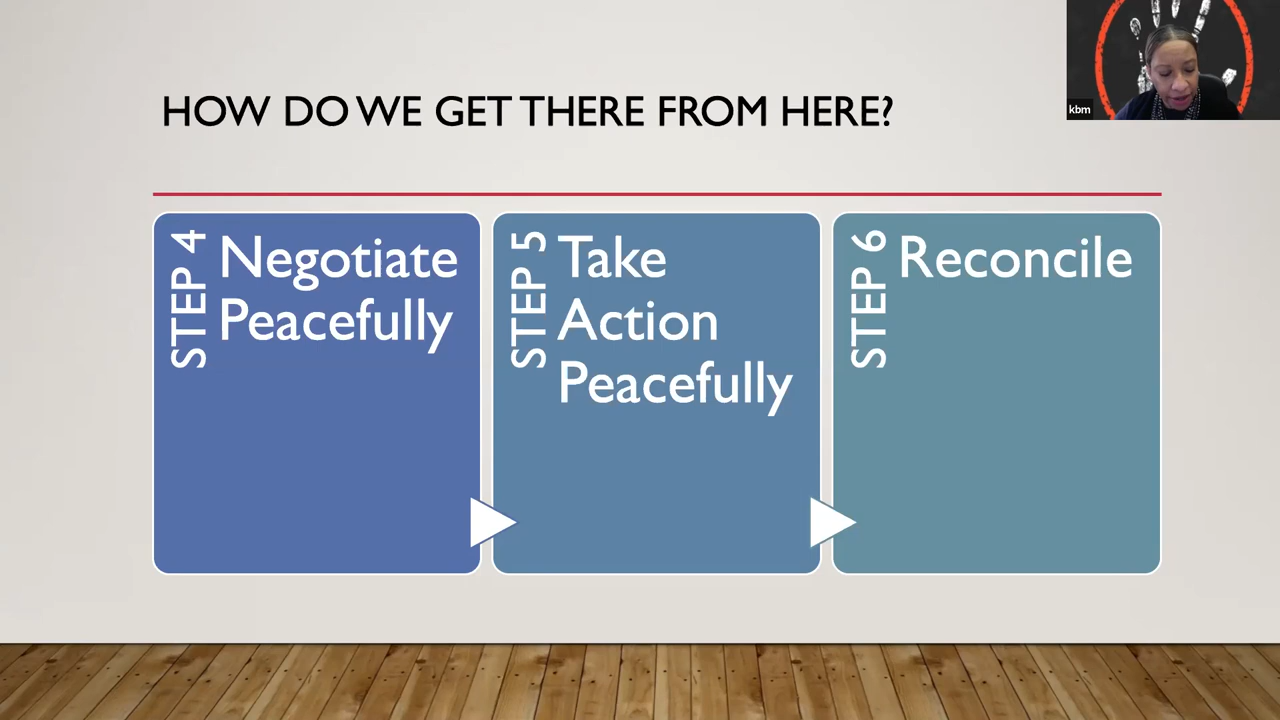 HOW DO WE GET THERE FROM HERE?
kbm
STEP 4
Negotiate
Peacefully
STEP 5
Take
Action
Peacefully
STEP 6
Reconcile